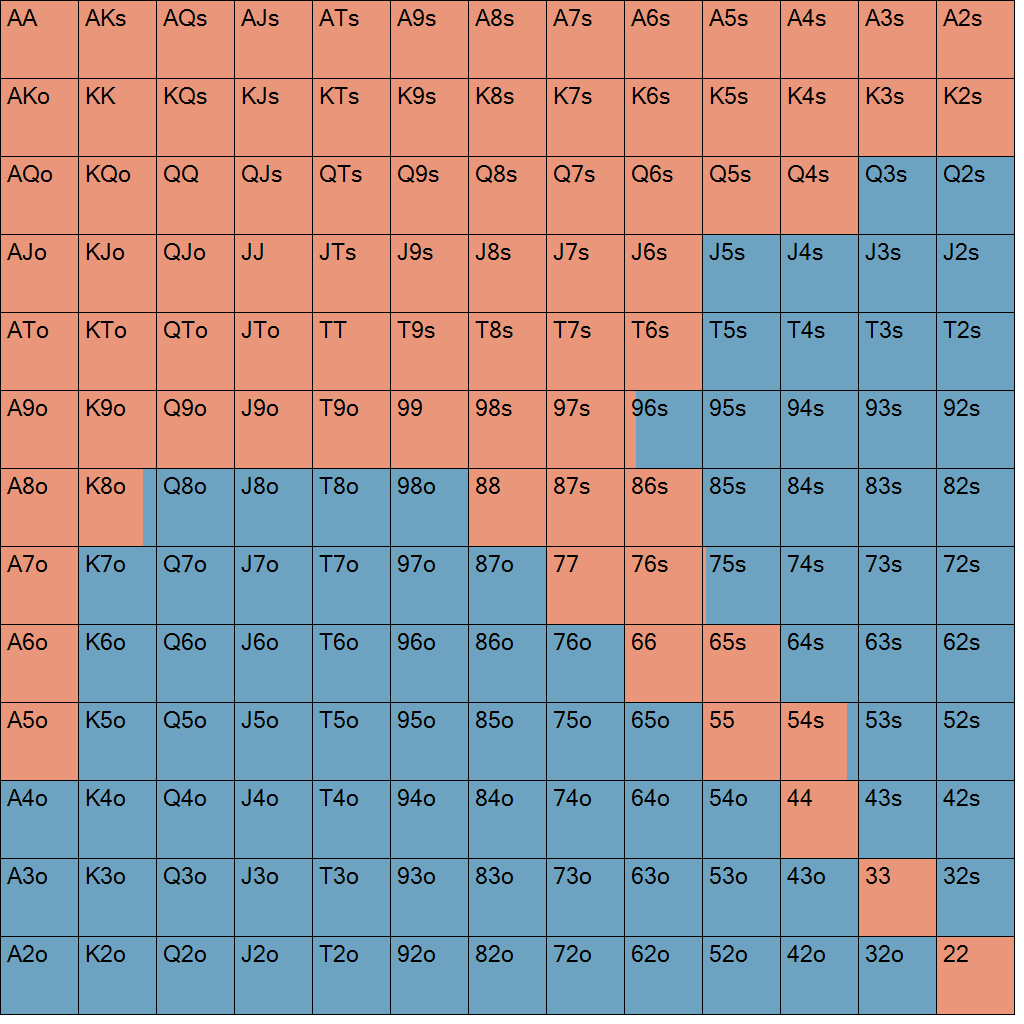 AA AKs AQs AJs ATs A9s A8s A7s A6s A5s A4s A3s A2s
AKo KK KQs KJs KTs K9s K8s K7s K6s K5s K4s K3s K2s
AQo KQo QQ QJs QTs Q9s Q8s Q7s Q6s Q5s Q4s Q3s Q2s
AJo KJo QJo JJ JTs J9s J8s J7s J6s J5s J4s J3s J2s
ATo KTo QTo JTo TT T9s T8s T7s T6s T5s T4s T3s T2s
A9o K9o Q9o J9o T9o 99 98s 97s 96s 95s 94s 93s 92s
A8o K8o Q8o J8o T8o 98o 88 87s 86s 85s 84s 83s 82s
A7o K7o Q7o J7o T7o 97o 87o 77 76s 75s 74s 73s 72s
A6o K6o Q6o J6o T6o 96o 86o 76o 66 65s 64s 63s 62s
A5o K5o Q5o J5o T5o 95o 85o 75o 65o 55 54s 53s 52s
A4o K4o Q4o J4o T4o 94o 84o 74o 64o 54o 44 43s 42s
A3o K3o Q3o J3o T3o 93o 83o 73o 63o 53o 43o 33 32s
A2o K2o Q2o J2o T2o 92o 82o 72o 62o 52o 42o 32o 22